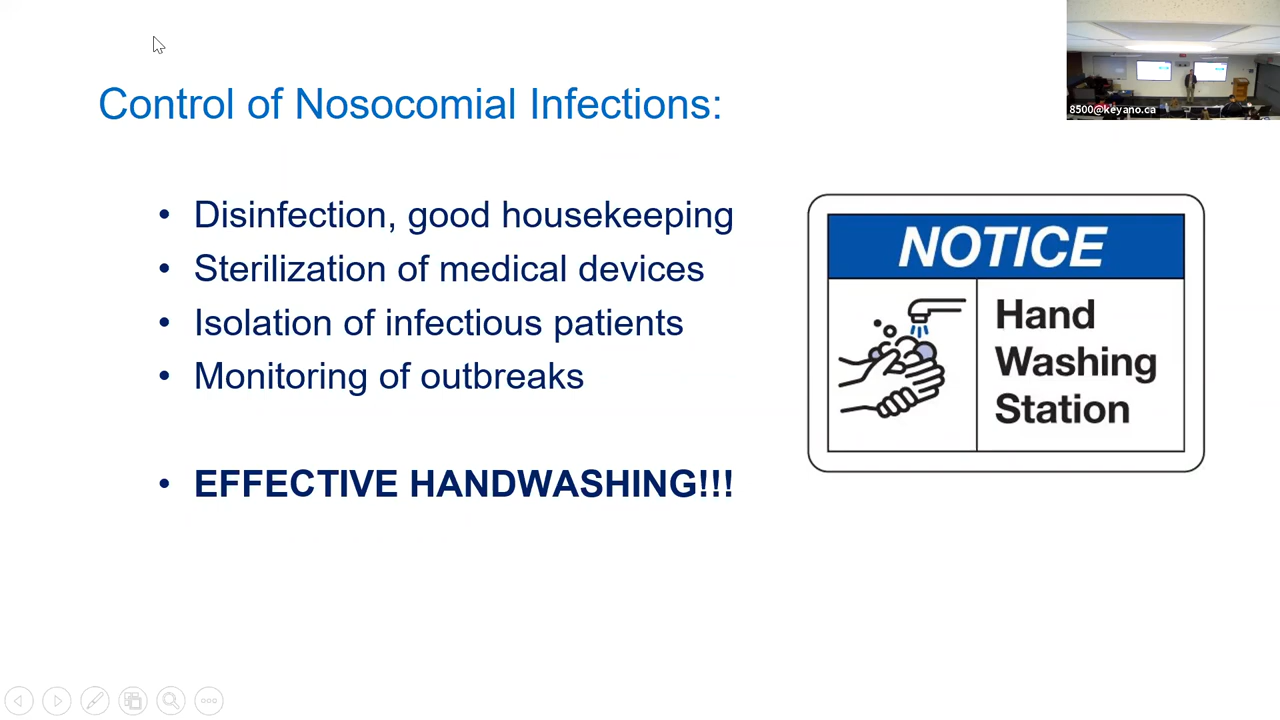 8500@keyano.ca
Control of Nosocomial Infections:
• Disinfection, good housekeeping
• Sterilization of medical devices
• Isolation of infectious patients
• Monitoring of outbreaks
• EFFECTIVE HANDWASHING!!!
NOTICE
Hand
Washing
Station